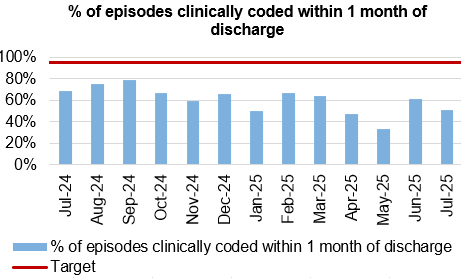 % of episodes clinically coded within 1 month of
discharge
100%
80%
60%
40%
20%
0%
Jul-24
Aug-24
Sep-24
Oct-24
Nov-24
Dec-24
Jan-25
Feb-25
Mar-25
Apr-25
May-25
Jun-25
Jul-25
% of episodes clinically coded within 1 month of discharge
Target